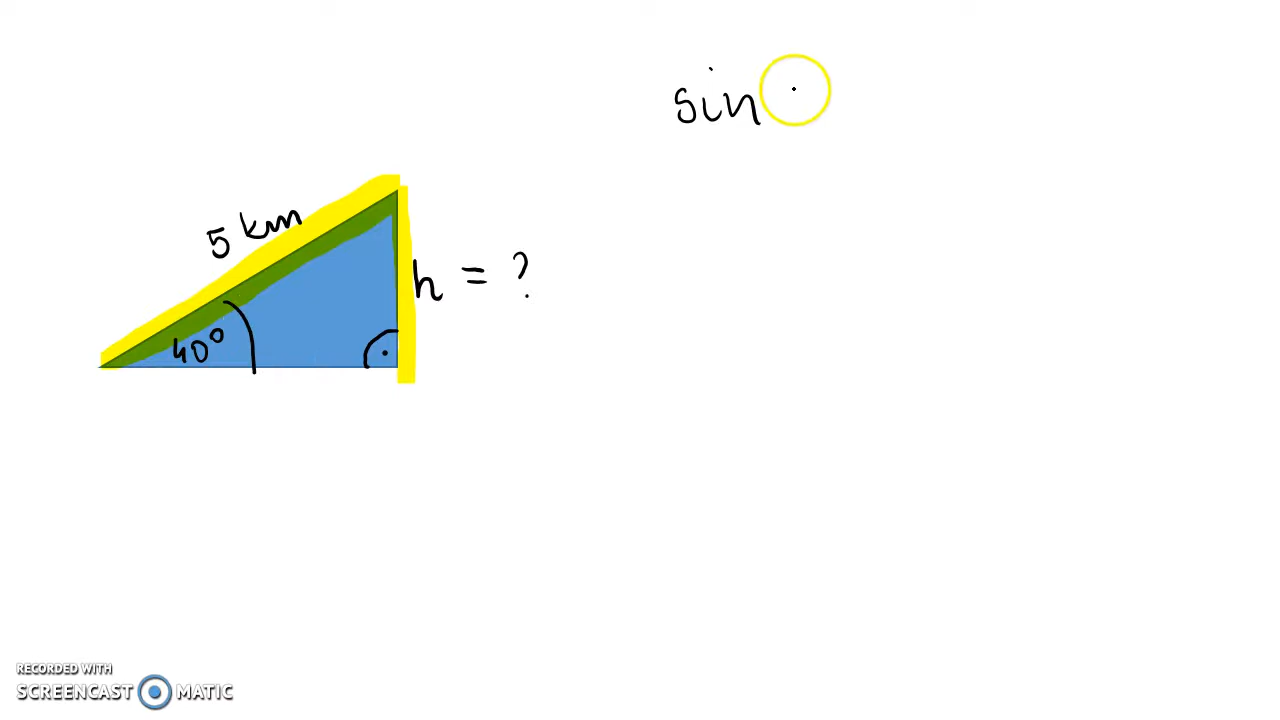 sin
5 km
h = ?
40°
RECORDED WITH
SCREENCAST MATIC